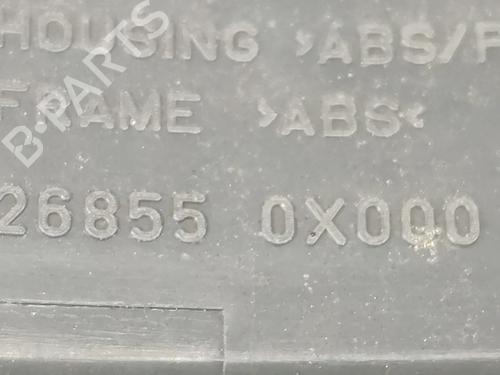 HOUSING >ABS/P
FRAME >ABS<
26855 0X000
B-PARTS